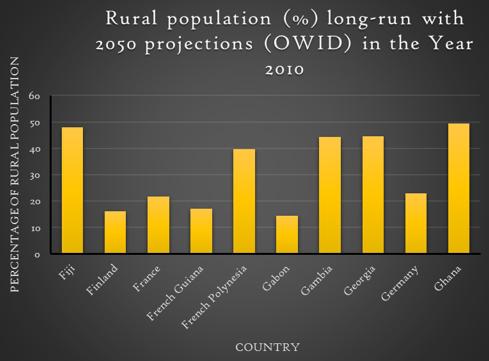 Rural population (%) long-run with
2050 projections (OWID) in the Year
2010
PERCENTAGE OF RURAL POPULATION
60
50
40
30
20
10
0
Fiji
Finland
France
French Guiana
French Polynesia
Gabon
Gambia
Georgia
Germany
Ghana
COUNTRY